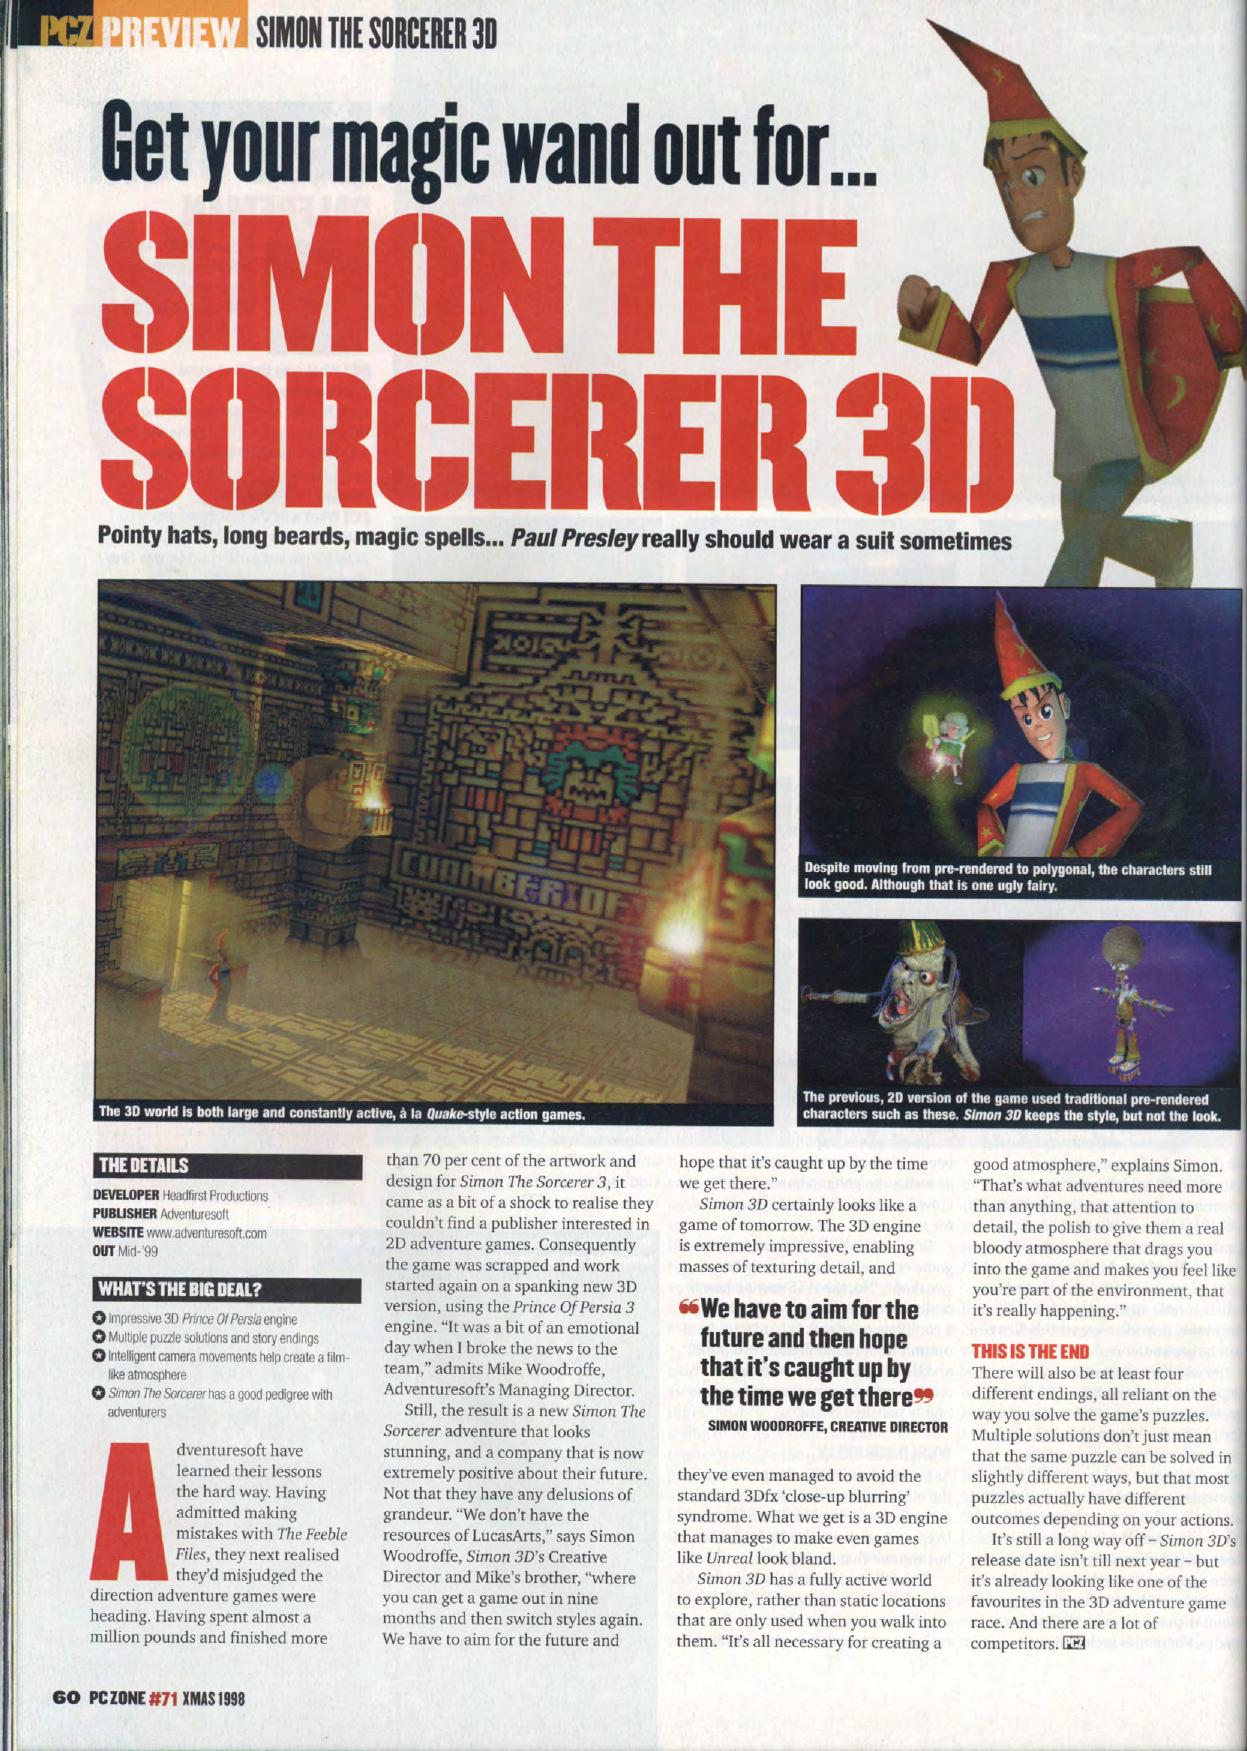 PCZ PREVIEW SIMON THE SORCERER 3D
Get your magic wand out for...
SIMON THE
SORCERER 3D
Pointy hats, long beards, magic spells... Paul Presley really should wear a suit sometimes
The 3D world is both large and constantly active, à la Quake-style action games.
Despite moving from pre-rendered to polygonal, the characters still
look good. Although that is one ugly fairy.
The previous, 2D version of the game used traditional pre-rendered
characters such as these. Simon 3D keeps the style, but not the look.
THE DETAILS
DEVELOPER Headfirst Productions
PUBLISHER Adventuresoft
WEBSITE www.adventuresoft.com
OUT Mid-'99
WHAT'S THE BIG DEAL?
Impressive 3D Prince Of Persia engine
Multiple puzzle solutions and story endings
Intelligent camera movements help create a film-
like atmosphere
Simon The Sorcerer has a good pedigree with
adventurers
Adventuresoft have
learned their lessons
the hard way. Having
admitted making
mistakes with The Feeble
Files, they next realised
they'd misjudged the
direction adventure games were
heading. Having spent almost a
million pounds and finished more
than 70 per cent of the artwork and
design for Simon The Sorcerer 3, it
came as a bit of a shock to realise they
couldn't find a publisher interested in
2D adventure games. Consequently
the game was scrapped and work
started again on a spanking new 3D
version, using the Prince Of Persia 3
engine. “It was a bit of an emotional
day when I broke the news to the
team,” admits Mike Woodroffe,
Adventuresoft's Managing Director.
Still, the result is a new Simon The
Sorcerer adventure that looks
stunning, and a company that is now
extremely positive about their future.
Not that they have any delusions of
grandeur. “We don't have the
resources of LucasArts,” says Simon
Woodroffe, Simon 3D's Creative
Director and Mike's brother, “where
you can get a game out in nine
months and then switch styles again.
We have to aim for the future and
hope that it's caught up by the time
we get there.”
Simon 3D certainly looks like a
game of tomorrow. The 3D engine
is extremely impressive, enabling
masses of texturing detail, and
“We have to aim for the
future and then hope
that it's caught up by
the time we get there”
SIMON WOODROFFE, CREATIVE DIRECTOR
they've even managed to avoid the
standard 3Dfx ‘close-up blurring’
syndrome. What we get is a 3D engine
that manages to make even games
like Unreal look bland.
Simon 3D has a fully active world
to explore, rather than static locations
that are only used when you walk into
them. “It's all necessary for creating a
good atmosphere,” explains Simon.
“That's what adventures need more
than anything, that attention to
detail, the polish to give them a real
bloody atmosphere that drags you
into the game and makes you feel like
you're part of the environment, that
it's really happening.”
THIS IS THE END
There will also be at least four
different endings, all reliant on the
way you solve the game's puzzles.
Multiple solutions don't just mean
that the same puzzle can be solved in
slightly different ways, but that most
puzzles actually have different
outcomes depending on your actions.
It's still a long way off – Simon 3D's
release date isn't till next year – but
it's already looking like one of the
favourites in the 3D adventure game
race. And there are a lot of
competitors. PCZ
60 PC ZONE #71 XMAS 1998